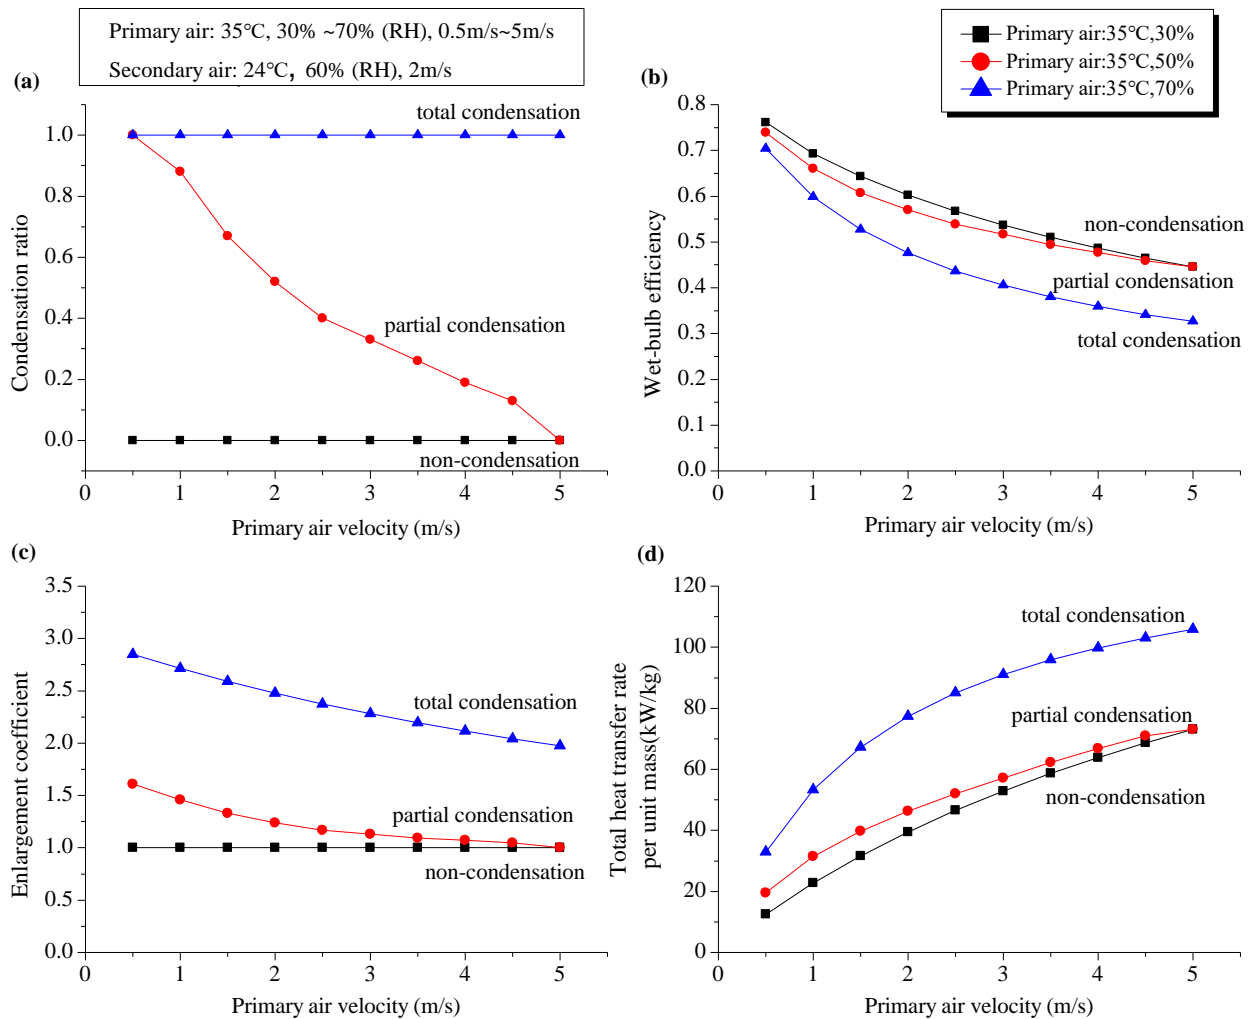 Primary air: 35℃, 30% ~70% (RH), 0.5m/s~5m/s
Secondary air: 24℃, 60% (RH), 2m/s
Primary air:35℃,30%
Primary air:35℃,50%
Primary air:35℃,70%
(a)
total condensation
1.0
0.8
0.6
0.4
0.2
0.0
Condensation ratio
partial condensation
non-condensation
0 1 2 3 4 5
Primary air velocity (m/s)
(b)
0.8
0.7
0.6
0.5
0.4
0.3
0.2
0.1
0.0
Wet-bulb efficiency
non-condensation
partial condensation
total condensation
0 1 2 3 4 5
Primary air velocity (m/s)
(c)
3.5
3.0
2.5
2.0
1.5
1.0
0.5
0.0
Enlargement coefficient
total condensation
partial condensation
non-condensation
0 1 2 3 4 5
Primary air velocity (m/s)
(d)
120
100
80
60
40
20
0
Total heat transfer rate
per unit mass(kW/kg)
total condensation
partial condensation
non-condensation
0 1 2 3 4 5
Primary air velocity (m/s)